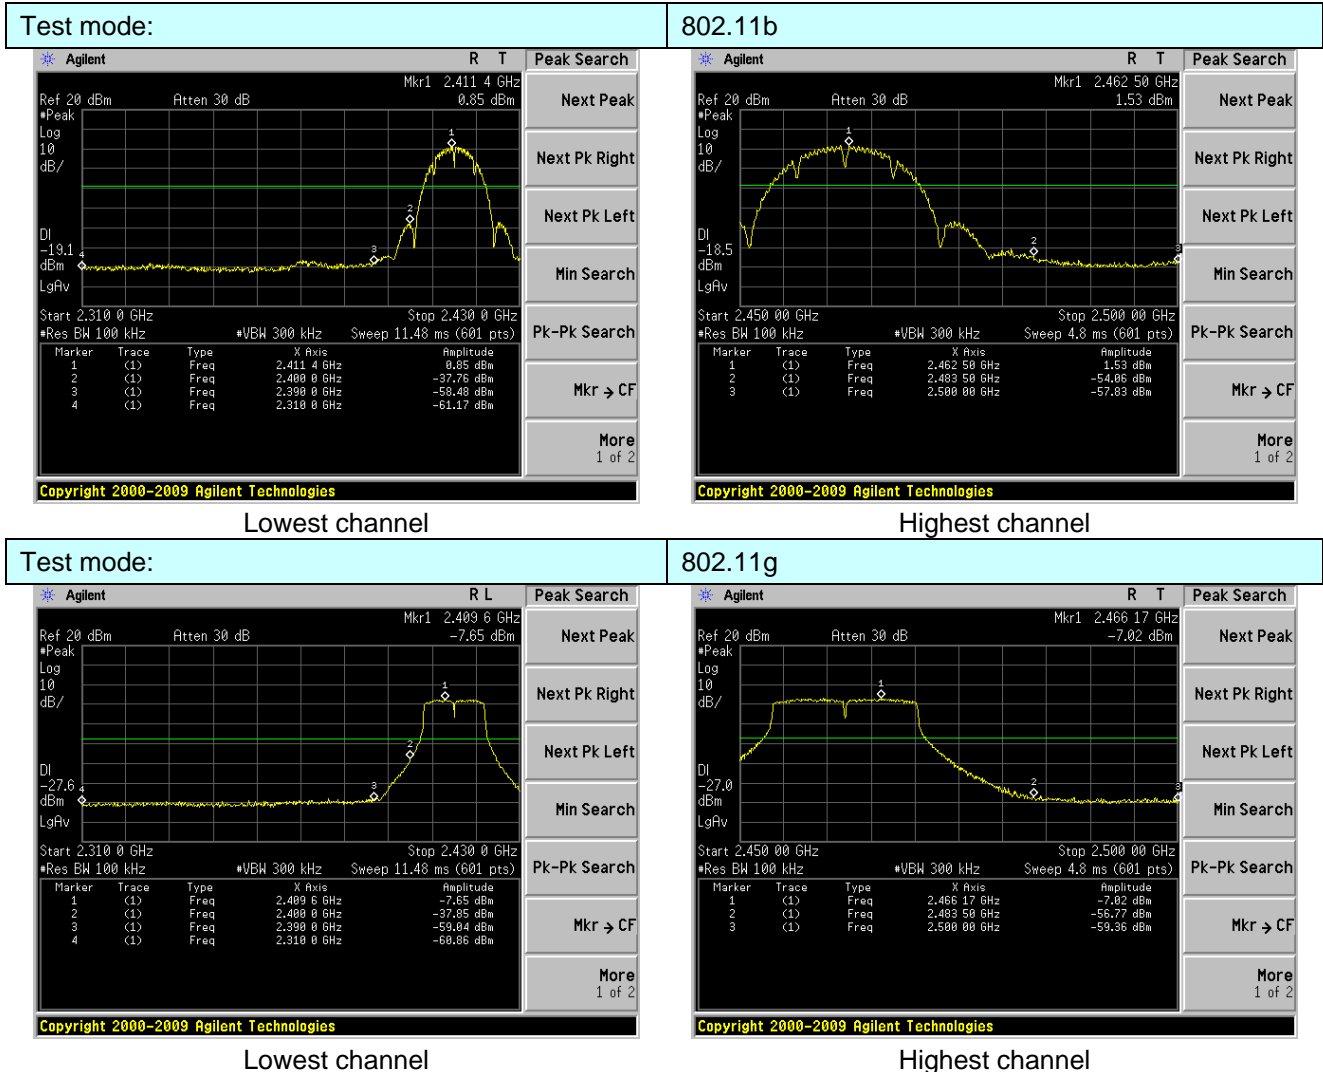 Test mode: 802.11b
Agilent R T Peak Search
Mkr1 2.411 4 GHz
Ref 20 dBm Atten 30 dB 0.85 dBm
#Peak
Log
10
dB/
1
2
3
4
DI
-19.1
dBm
LgAv
Start 2.310 0 GHz Stop 2.430 0 GHz
#Res BW 100 kHz #VBW 300 kHz Sweep 11.48 ms (601 pts)
Marker Trace Type X Axis Amplitude
1 (1) Freq 2.411 4 GHz 0.85 dBm
2 (1) Freq 2.400 0 GHz -37.76 dBm
3 (1) Freq 2.390 0 GHz -58.48 dBm
4 (1) Freq 2.310 0 GHz -61.17 dBm
Next Peak
Next Pk Right
Next Pk Left
Min Search
Pk-Pk Search
Mkr → CF
More
1 of 2
Copyright 2000-2009 Agilent Technologies
Lowest channel
Agilent R T Peak Search
Mkr1 2.462 50 GHz
Ref 20 dBm Atten 30 dB 1.53 dBm
#Peak
Log
10
dB/
1
2
3
DI
-18.5
dBm
LgAv
Start 2.450 00 GHz Stop 2.500 00 GHz
#Res BW 100 kHz #VBW 300 kHz Sweep 4.8 ms (601 pts)
Marker Trace Type X Axis Amplitude
1 (1) Freq 2.462 50 GHz 1.53 dBm
2 (1) Freq 2.483 50 GHz -54.06 dBm
3 (1) Freq 2.500 00 GHz -57.83 dBm
Next Peak
Next Pk Right
Next Pk Left
Min Search
Pk-Pk Search
Mkr → CF
More
1 of 2
Copyright 2000-2009 Agilent Technologies
Highest channel
Test mode: 802.11g
Agilent R L Peak Search
Mkr1 2.409 6 GHz
Ref 20 dBm Atten 30 dB -7.65 dBm
#Peak
Log
10
dB/
1
2
3
4
DI
-27.6
dBm
LgAv
Start 2.310 0 GHz Stop 2.430 0 GHz
#Res BW 100 kHz #VBW 300 kHz Sweep 11.48 ms (601 pts)
Marker Trace Type X Axis Amplitude
1 (1) Freq 2.409 6 GHz -7.65 dBm
2 (1) Freq 2.400 0 GHz -37.85 dBm
3 (1) Freq 2.390 0 GHz -59.04 dBm
4 (1) Freq 2.310 0 GHz -60.86 dBm
Next Peak
Next Pk Right
Next Pk Left
Min Search
Pk-Pk Search
Mkr → CF
More
1 of 2
Copyright 2000-2009 Agilent Technologies
Lowest channel
Agilent R T Peak Search
Mkr1 2.466 17 GHz
Ref 20 dBm Atten 30 dB -7.02 dBm
#Peak
Log
10
dB/
1
2
3
DI
-27.0
dBm
LgAv
Start 2.450 00 GHz Stop 2.500 00 GHz
#Res BW 100 kHz #VBW 300 kHz Sweep 4.8 ms (601 pts)
Marker Trace Type X Axis Amplitude
1 (1) Freq 2.466 17 GHz -7.02 dBm
2 (1) Freq 2.483 50 GHz -56.77 dBm
3 (1) Freq 2.500 00 GHz -59.36 dBm
Next Peak
Next Pk Right
Next Pk Left
Min Search
Pk-Pk Search
Mkr → CF
More
1 of 2
Copyright 2000-2009 Agilent Technologies
Highest channel